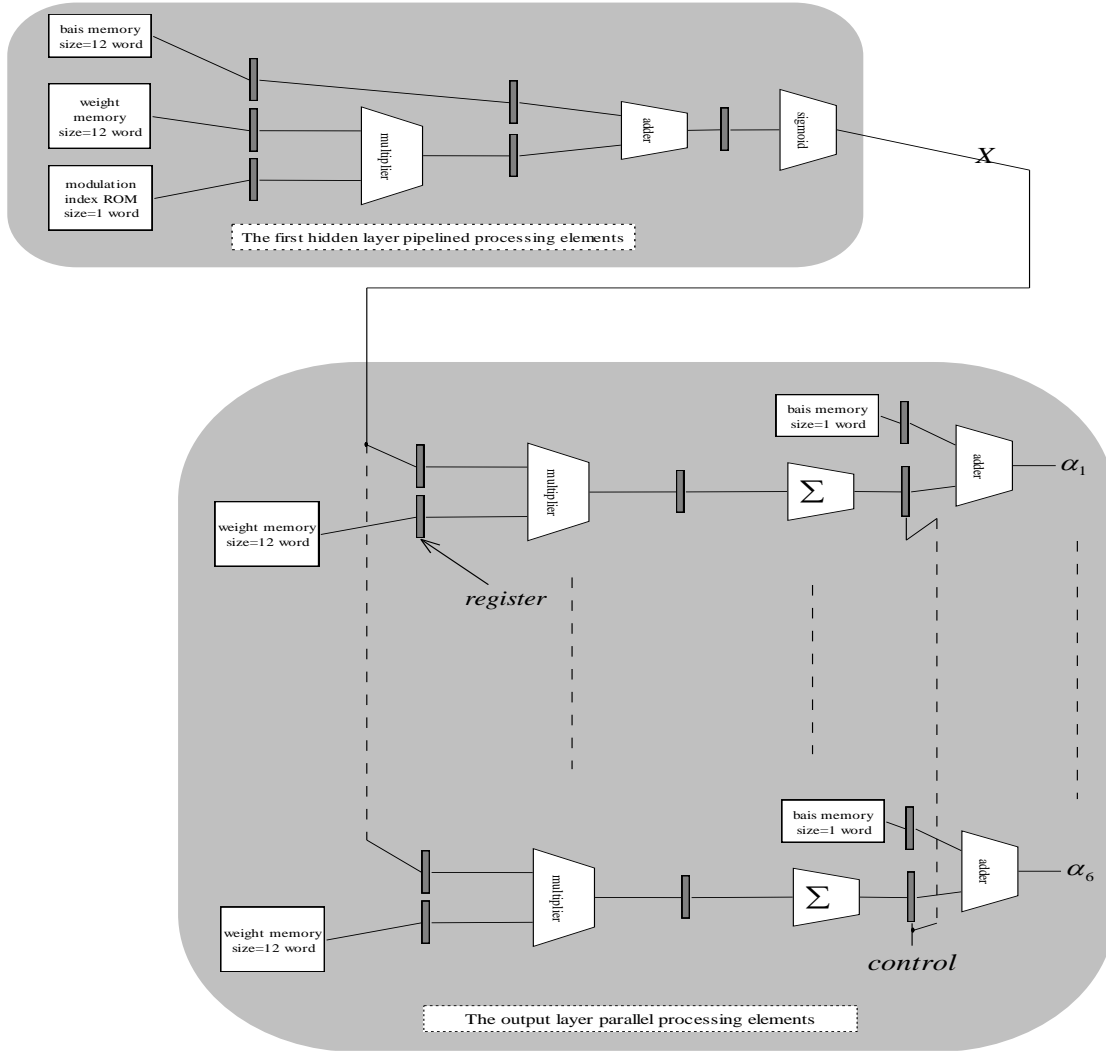 bais memory
size=12 word
weight
memory
size=12 word
modulation
index ROM
size=1 word
multiplier
adder
sigmoid
X
The first hidden layer pipelined processing elements
bais memory
size=1 word
weight memory
size=12 word
multiplier
Σ
adder
α1
register
bais memory
size=1 word
weight memory
size=12 word
multiplier
Σ
adder
α6
control
The output layer parallel processing elements